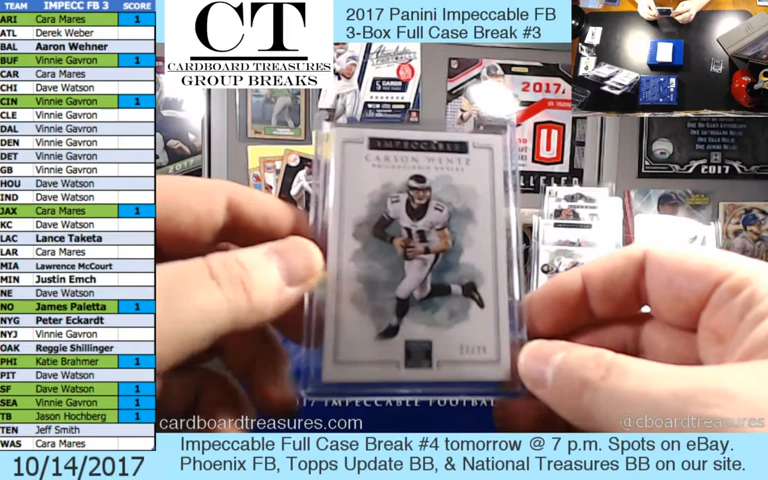 TEAM IMPECC FB 3 SCORE
ARI Cara Mares 1
ATL Derek Weber
BAL Aaron Wehner
BUF Vinnie Gavron 1
CAR Cara Mares
CHI Dave Watson
CIN Vinnie Gavron 1
CLE Vinnie Gavron
DAL Vinnie Gavron
DEN Vinnie Gavron
DET Vinnie Gavron
GB Vinnie Gavron
HOU Dave Watson
IND Dave Watson
JAX Cara Mares 1
KC Dave Watson
LAC Lance Taketa
LAR Cara Mares
MIA Lawrence McCourt
MIN Justin Emch
NE Dave Watson
NO James Paletta 1
NYG Peter Eckardt
NYJ Vinnie Gavron
OAK Reggie Shillinger
PHI Katie Brahmer 1
PIT Dave Watson
SF Dave Watson 1
SEA Vinnie Gavron 1
TB Jason Hochberg 1
TEN Jeff Smith
WAS Cara Mares
10/14/2017
CT
CARDBOARD TREASURES
GROUP BREAKS
2017 Panini Impeccable FB
3-Box Full Case Break #3
Absolute
2017
U
2017
IMPECCABLE
CARSON WENTZ
PHILADELPHIA EAGLES
11
17 IMPECCABLE FOOTBAL
cardboardtreasures.com
@cboardtreasures
Impeccable Full Case Break #4 tomorrow @ 7 p.m. Spots on eBay.
Phoenix FB, Topps Update BB, & National Treasures BB on our site.